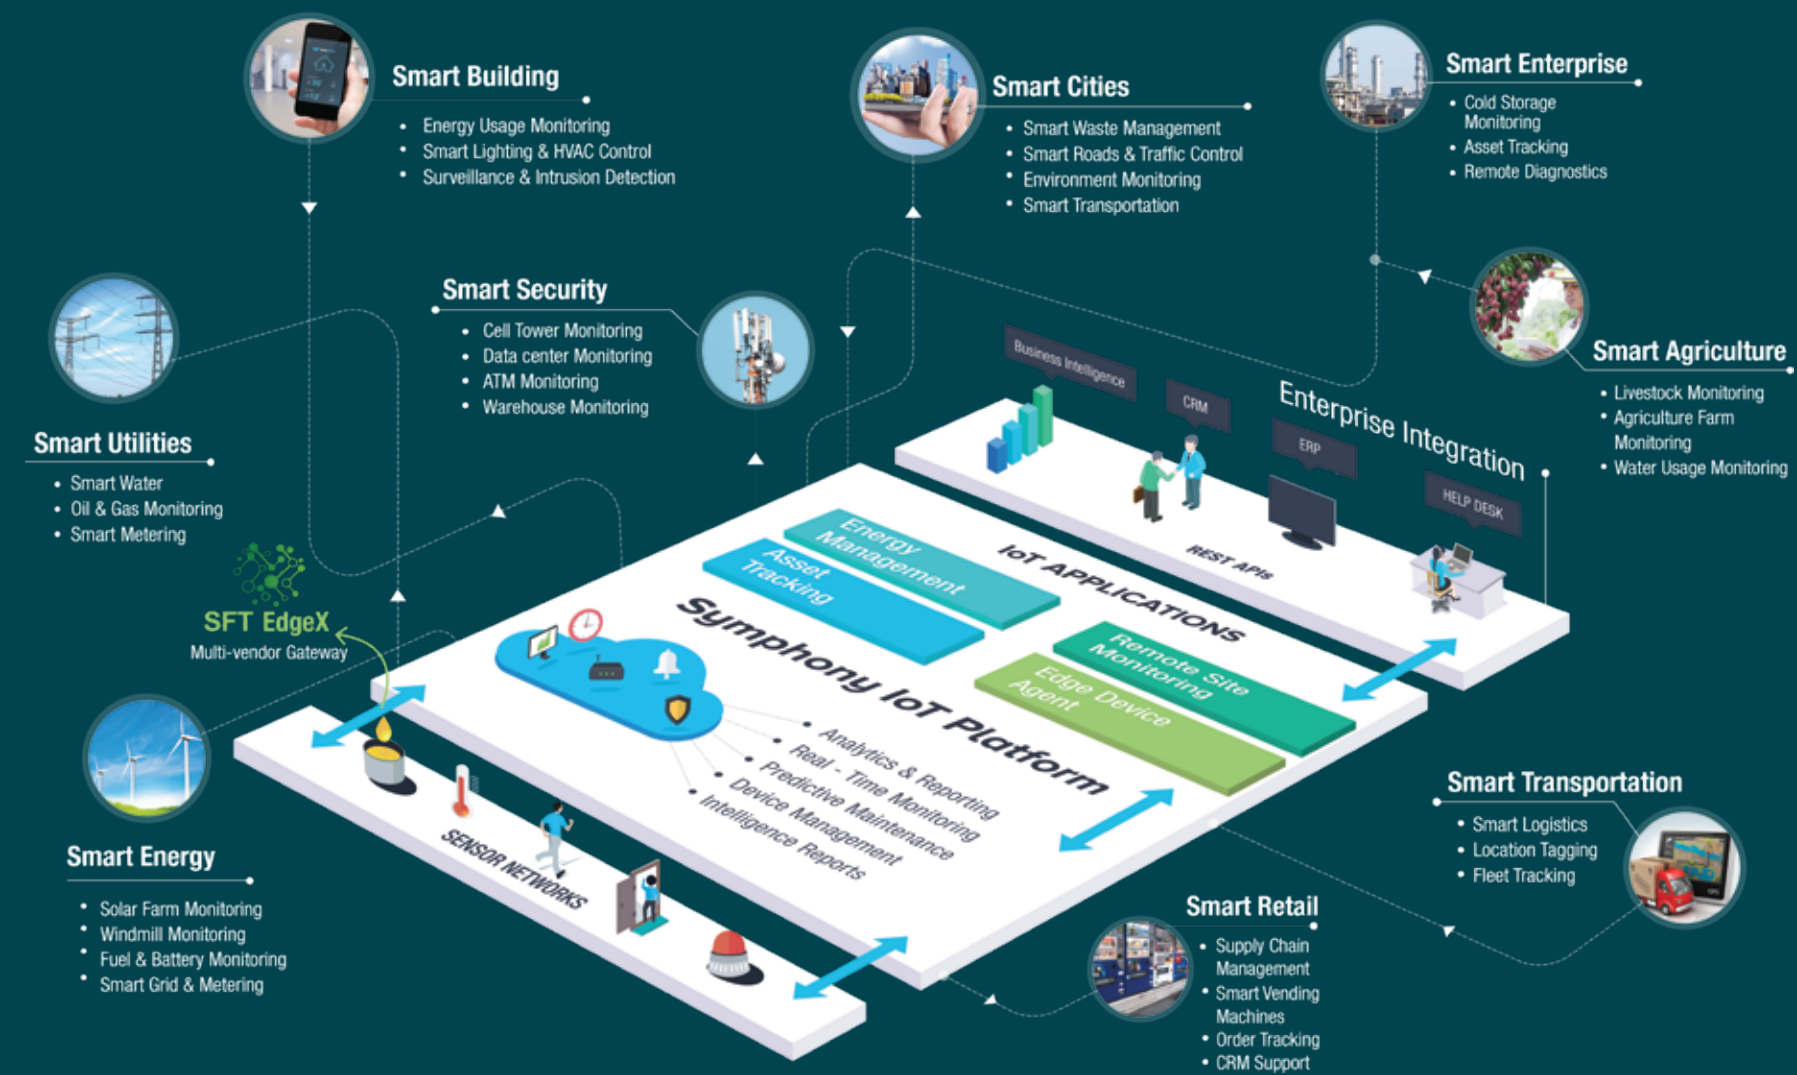 Smart Building
• Energy Usage Monitoring
• Smart Lighting & HVAC Control
• Surveillance & Intrusion Detection
Smart Cities
• Smart Waste Management
• Smart Roads & Traffic Control
• Environment Monitoring
• Smart Transportation
Smart Enterprise
• Cold Storage
Monitoring
• Asset Tracking
• Remote Diagnostics
Smart Security
• Cell Tower Monitoring
• Data center Monitoring
• ATM Monitoring
• Warehouse Monitoring
Smart Agriculture
• Livestock Monitoring
• Agriculture Farm
Monitoring
• Water Usage Monitoring
Smart Utilities
• Smart Water
• Oil & Gas Monitoring
• Smart Metering
Business Intelligence
CRM
ERP
HELP DESK
Enterprise Integration
REST APIs
SFT EdgeX
Multi-vendor Gateway
IoT APPLICATIONS
Energy
Management
Asset
Tracking
Remote Site
Monitoring
Edge Device
Agent
Symphony IoT Platform
• Analytics & Reporting
• Real - Time Monitoring
• Predictive Maintenance
• Device Management
• Intelligence Reports
SENSOR NETWORKS
Smart Energy
• Solar Farm Monitoring
• Windmill Monitoring
• Fuel & Battery Monitoring
• Smart Grid & Metering
Smart Transportation
• Smart Logistics
• Location Tagging
• Fleet Tracking
GPS
Smart Retail
• Supply Chain
Management
• Smart Vending
Machines
• Order Tracking
• CRM Support